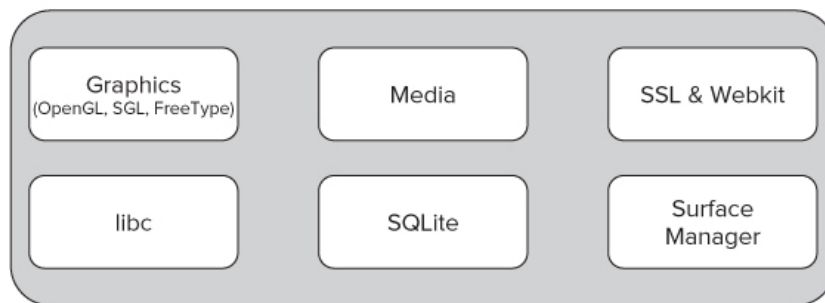 Graphics
(OpenGL, SGL, FreeType)
Media
SSL & Webkit
libc
SQLite
Surface
Manager